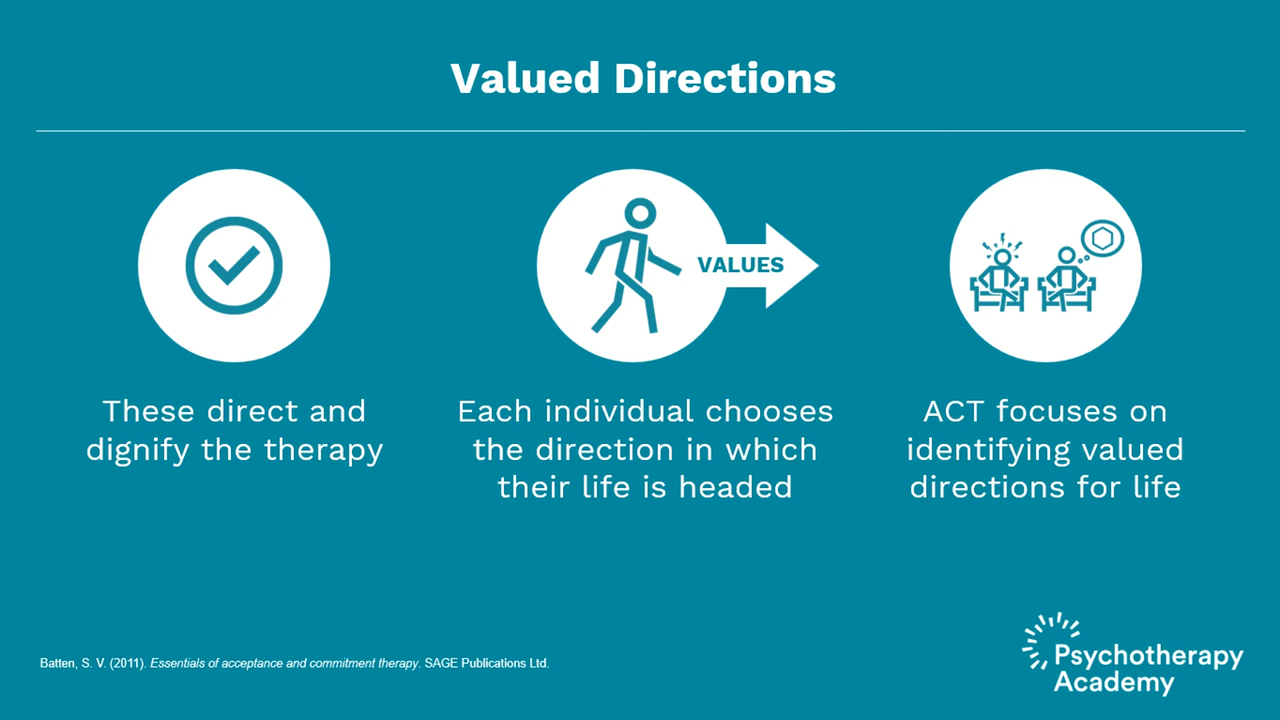 Valued Directions
VALUES
These direct and
dignify the therapy
Each individual chooses
the direction in which
their life is headed
ACT focuses on
identifying valued
directions for life
Batten, S. V. (2011). Essentials of acceptance and commitment therapy. SAGE Publications Ltd.
Psychotherapy
Academy